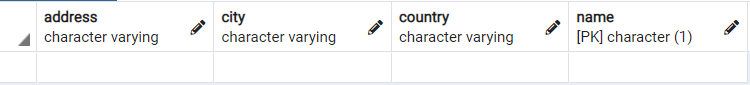 address city country name
character varying character varying character varying [PK] character (1)